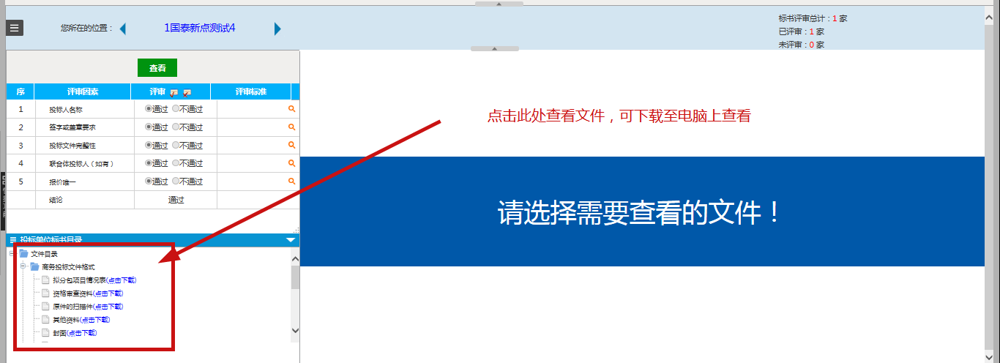 您所在的位置：
1国泰新点测试4
标书评审总计：1 家
已评审：1 家
未评审：0 家
查看
序 评审因素 评审 评审标准
1 投标人名称 通过 不通过
2 签字或盖章要求 通过 不通过
3 投标文件完整性 通过 不通过
4 联合体投标人（如有） 通过 不通过
5 报价唯一 通过 不通过
结论 通过
点击此处查看文件，可下载至电脑上查看
请选择需要查看的文件！
投标单位标书目录
文件目录
商务投标文件格式
拟分包项目情况表(点击下载)
资格审查资料(点击下载)
原件的扫描件(点击下载)
其他资料(点击下载)
封面(点击下载)